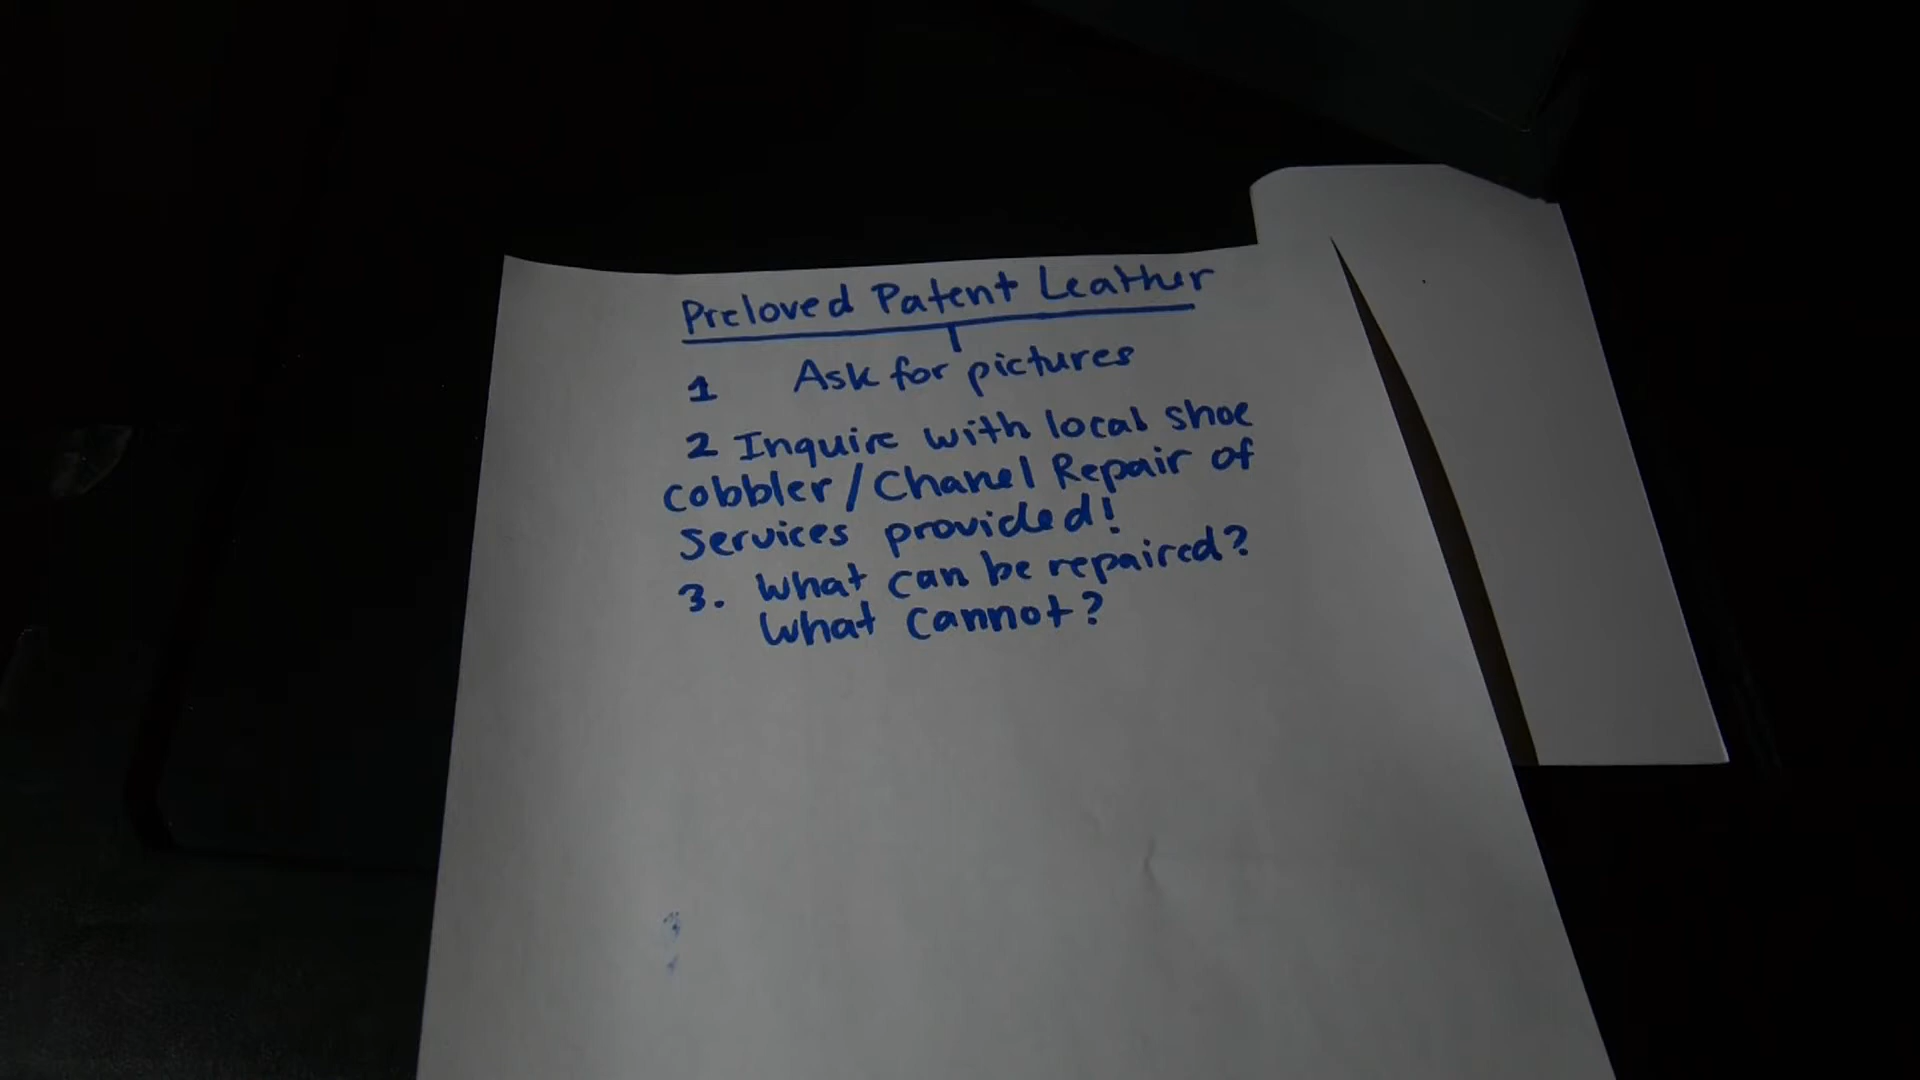 Preloved Patent Leather
1 Ask for pictures
2 Inquire with local shoe
cobbler/Chanel Repair of
services provided!
3. What can be repaired?
What cannot?